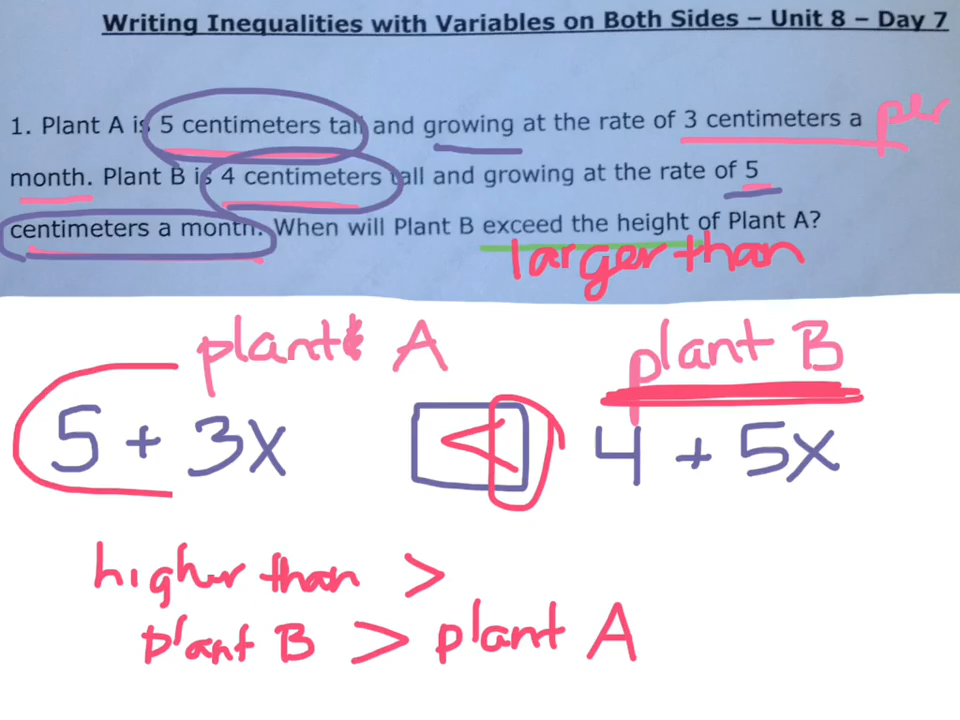 Writing Inequalities with Variables on Both Sides – Unit 8 – Day 7
1. Plant A is 5 centimeters tall and growing at the rate of 3 centimeters a per
month. Plant B is 4 centimeters tall and growing at the rate of 5
centimeters a month. When will Plant B exceed the height of Plant A?
larger than
plant A plant B
5 + 3x < 4 + 5x
higher than >
plant B > plant A